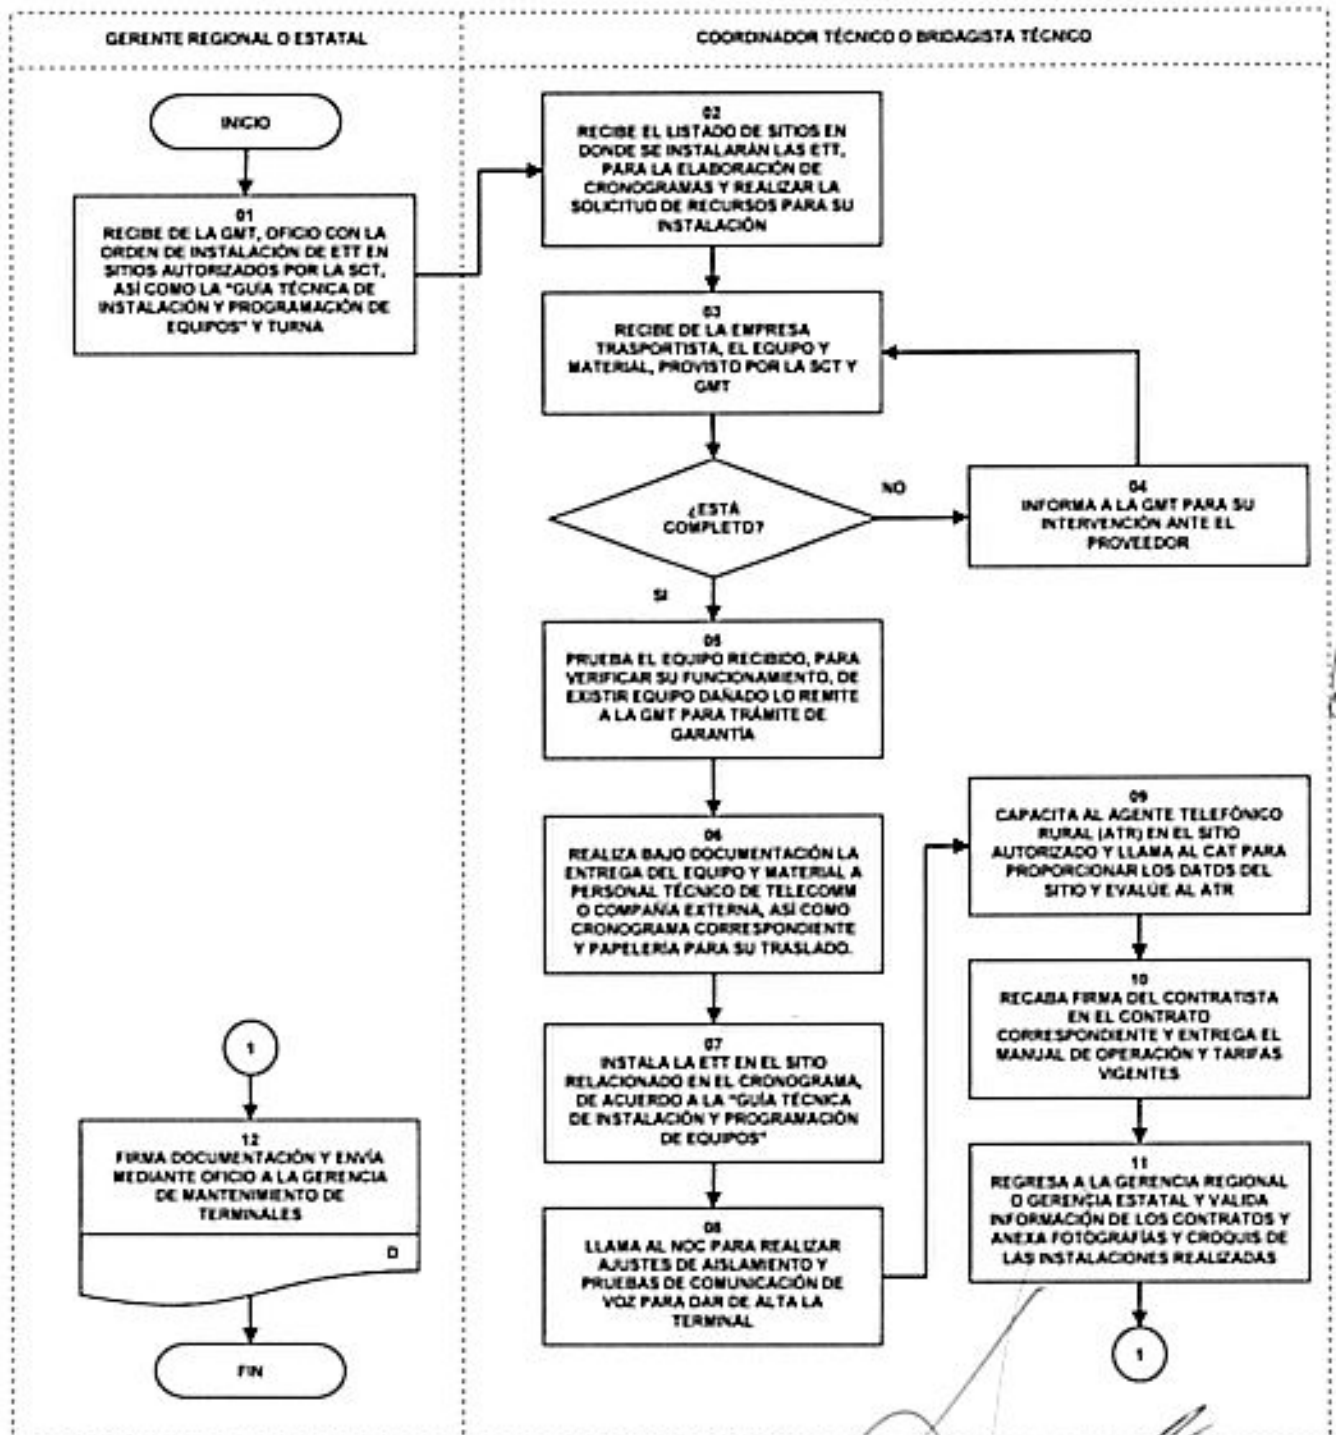 GERENTE REGIONAL O ESTATAL
COORDINADOR TÉCNICO O BRIDAGISTA TÉCNICO
INICIO
01
RECIBE DE LA GMT, OFICIO CON LA
ORDEN DE INSTALACIÓN DE ETT EN
SITIOS AUTORIZADOS POR LA SCT,
ASÍ COMO LA "GUÍA TÉCNICA DE
INSTALACIÓN Y PROGRAMACIÓN DE
EQUIPOS" Y TURNA
02
RECIBE EL LISTADO DE SITIOS EN
DONDE SE INSTALARÁN LAS ETT,
PARA LA ELABORACIÓN DE
CRONOGRAMAS Y REALIZAR LA
SOLICITUD DE RECURSOS PARA SU
INSTALACIÓN
03
RECIBE DE LA EMPRESA
TRASPORTISTA, EL EQUIPO Y
MATERIAL, PROVISTO POR LA SCT Y
GMT
¿ESTÁ
COMPLETO?
NO
04
INFORMA A LA GMT PARA SU
INTERVENCIÓN ANTE EL
PROVEEDOR
SI
05
PRUEBA EL EQUIPO RECIBIDO, PARA
VERIFICAR SU FUNCIONAMIENTO, DE
EXISTIR EQUIPO DAÑADO LO REMITE
A LA GMT PARA TRÁMITE DE
GARANTÍA
06
REALIZA BAJO DOCUMENTACIÓN LA
ENTREGA DEL EQUIPO Y MATERIAL A
PERSONAL TÉCNICO DE TELECOMM
O COMPAÑÍA EXTERNA, ASÍ COMO
CRONOGRAMA CORRESPONDIENTE
Y PAPELERÍA PARA SU TRASLADO.
07
INSTALA LA ETT EN EL SITIO
RELACIONADO EN EL CRONOGRAMA,
DE ACUERDO A LA "GUÍA TÉCNICA
DE INSTALACIÓN Y PROGRAMACIÓN
DE EQUIPOS"
08
LLAMA AL NOC PARA REALIZAR
AJUSTES DE AISLAMIENTO Y
PRUEBAS DE COMUNICACIÓN DE
VOZ PARA DAR DE ALTA LA
TERMINAL
09
CAPACITA AL AGENTE TELEFÓNICO
RURAL (ATR) EN EL SITIO
AUTORIZADO Y LLAMA AL CAT PARA
PROPORCIONAR LOS DATOS DEL
SITIO Y EVALÚE AL ATR
10
RECABA FIRMA DEL CONTRATISTA
EN EL CONTRATO
CORRESPONDIENTE Y ENTREGA EL
MANUAL DE OPERACIÓN Y TARIFAS
VIGENTES
11
REGRESA A LA GERENCIA REGIONAL
O GERENCIA ESTATAL Y VALIDA
INFORMACIÓN DE LOS CONTRATOS Y
ANEXA FOTOGRAFÍAS Y CROQUIS DE
LAS INSTALACIONES REALIZADAS
1
1
12
FIRMA DOCUMENTACIÓN Y ENVÍA
MEDIANTE OFICIO A LA GERENCIA
DE MANTENIMIENTO DE
TERMINALES
D
FIN